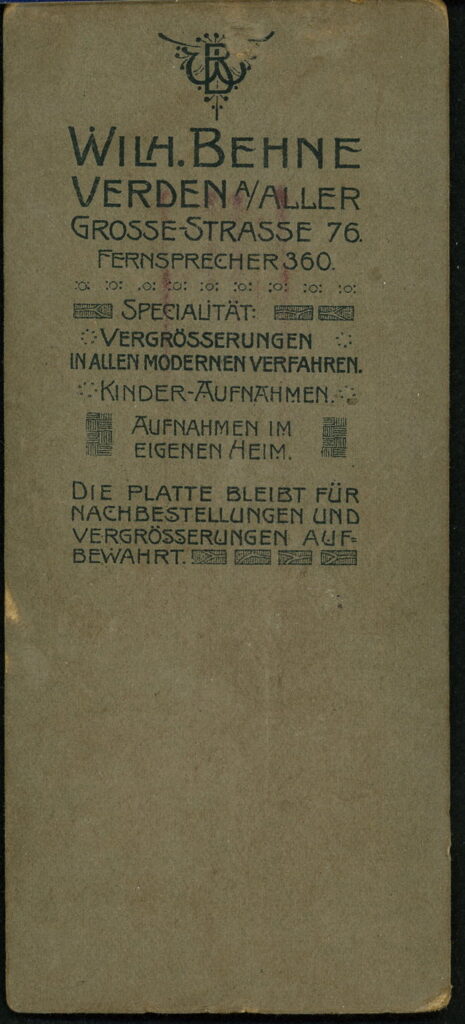 WB
WILH. BEHNE
VERDEN A/ALLER
GROSSE-STRASSE 76.
FERNSPRECHER 360.
SPECIALITÄT:
VERGRÖSSERUNGEN
IN ALLEN MODERNEN VERFAHREN.
KINDER-AUFNAHMEN.
AUFNAHMEN IM
EIGENEN HEIM.
DIE PLATTE BLEIBT FÜR
NACHBESTELLUNGEN UND
VERGRÖSSERUNGEN AUF=
BEWAHRT.